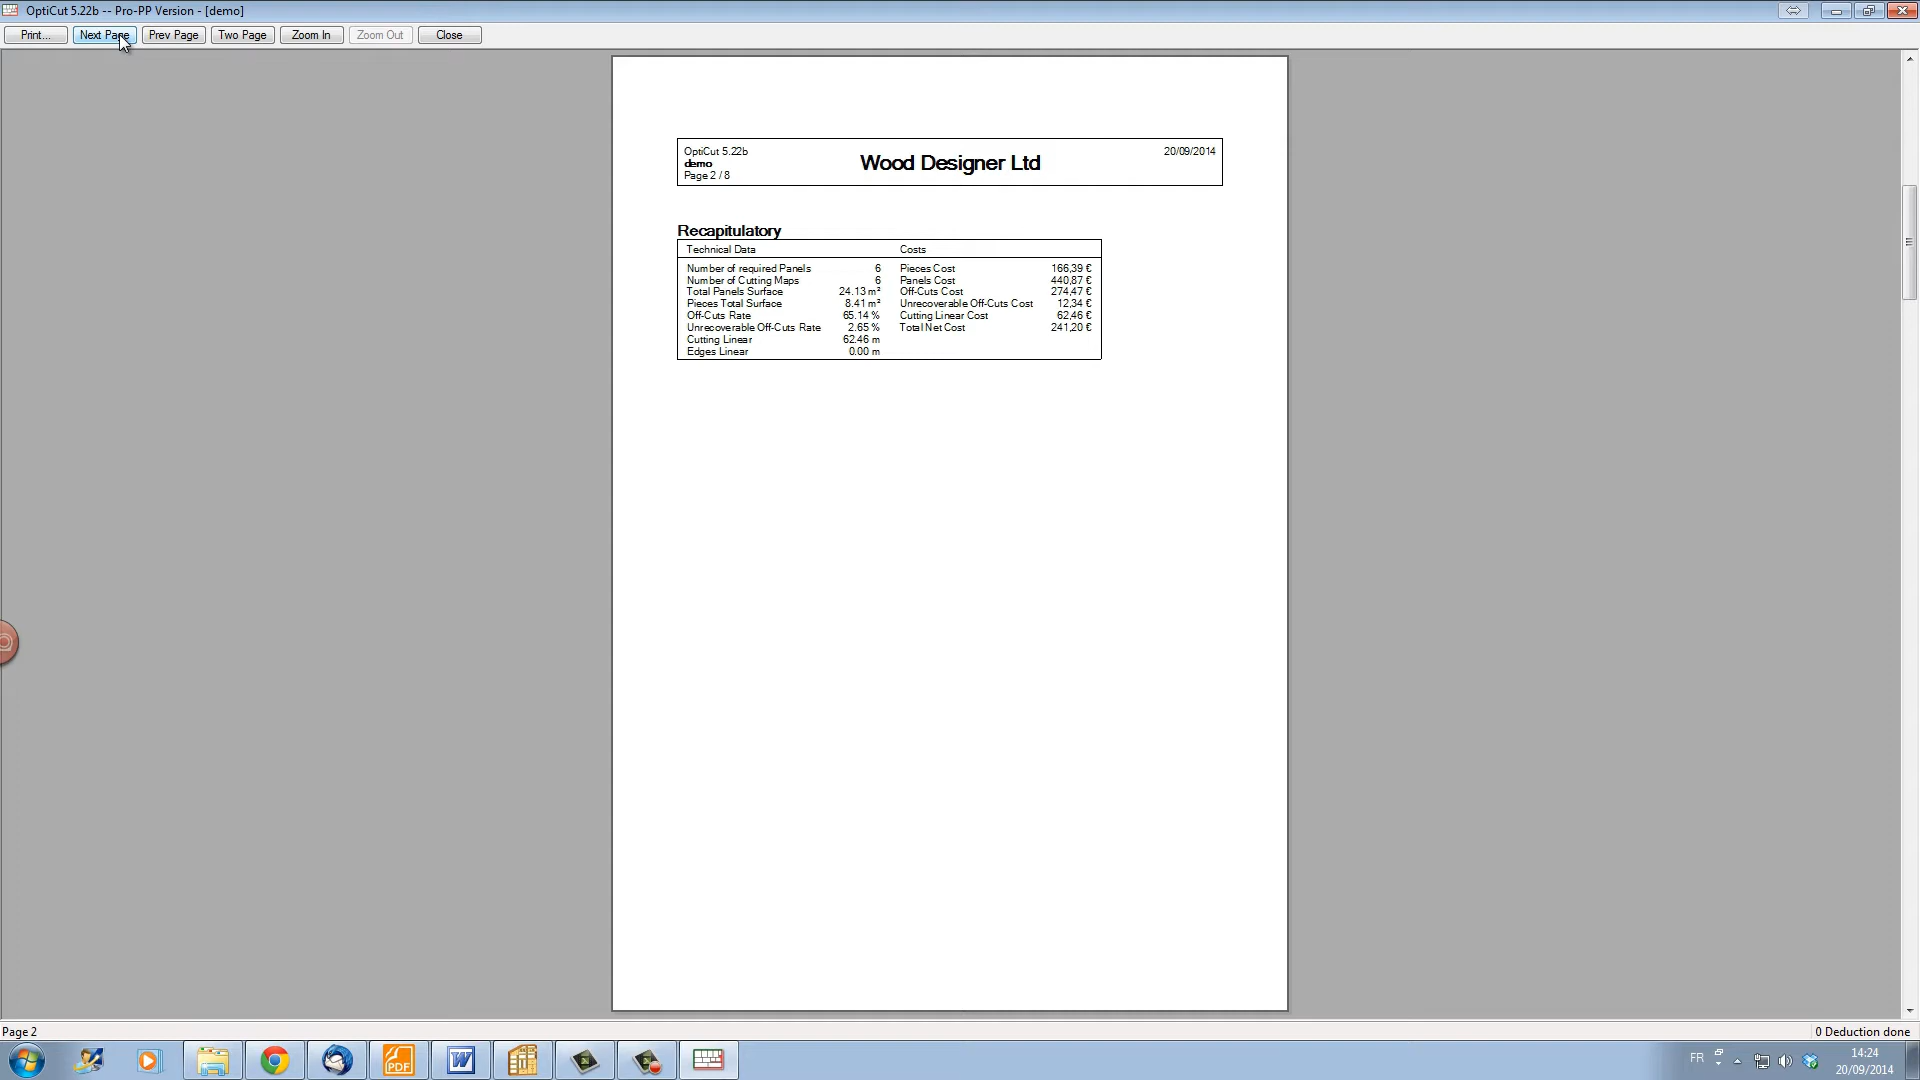 OptiCut 5.22b -- Pro-PP Version - [demo]
Print... Next Page Prev Page Two Page Zoom In Zoom Out Close
OptiCut 5.22b
demo
Page 2 / 8
Wood Designer Ltd
20/09/2014
Recapitulatory
Technical Data Costs
Number of required Panels 6 Pieces Cost 166,39 €
Number of Cutting Maps 6 Panels Cost 440,87 €
Total Panels Surface 24.13 m² Off-Cuts Cost 274,47 €
Pieces Total Surface 8.41 m² Unrecoverable Off-Cuts Cost 12,34 €
Off-Cuts Rate 65.14 % Cutting Linear Cost 62,46 €
Unrecoverable Off-Cuts Rate 2.65 % Total Net Cost 241,20 €
Cutting Linear 62.46 m
Edges Linear 0.00 m
Page 2 0 Deduction done
PDF W FR 14:24
20/09/2014